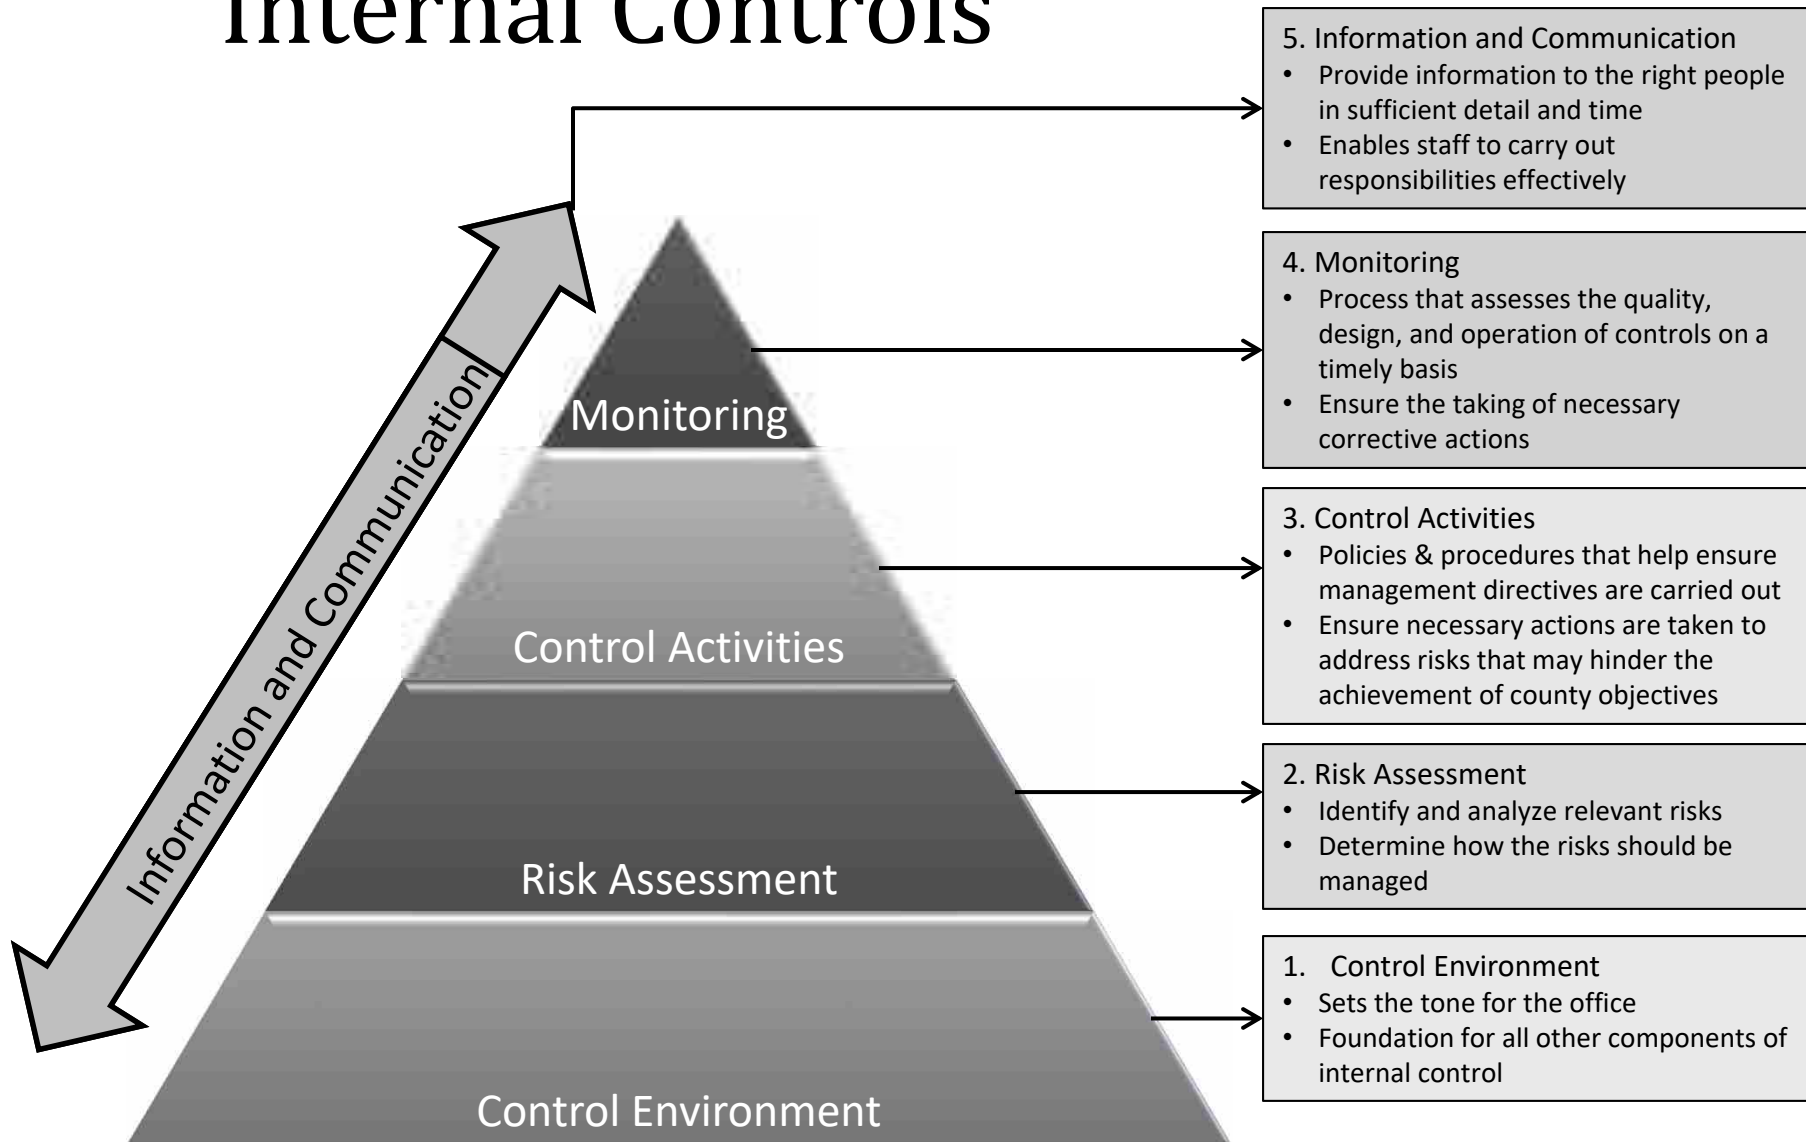 Internal Controls
5. Information and Communication
• Provide information to the right people
in sufficient detail and time
• Enables staff to carry out
responsibilities effectively
4. Monitoring
• Process that assesses the quality,
design, and operation of controls on a
timely basis
• Ensure the taking of necessary
corrective actions
3. Control Activities
• Policies & procedures that help ensure
management directives are carried out
• Ensure necessary actions are taken to
address risks that may hinder the
achievement of county objectives
2. Risk Assessment
• Identify and analyze relevant risks
• Determine how the risks should be
managed
1. Control Environment
• Sets the tone for the office
• Foundation for all other components of
internal control
Information and Communication
Monitoring
Control Activities
Risk Assessment
Control Environment